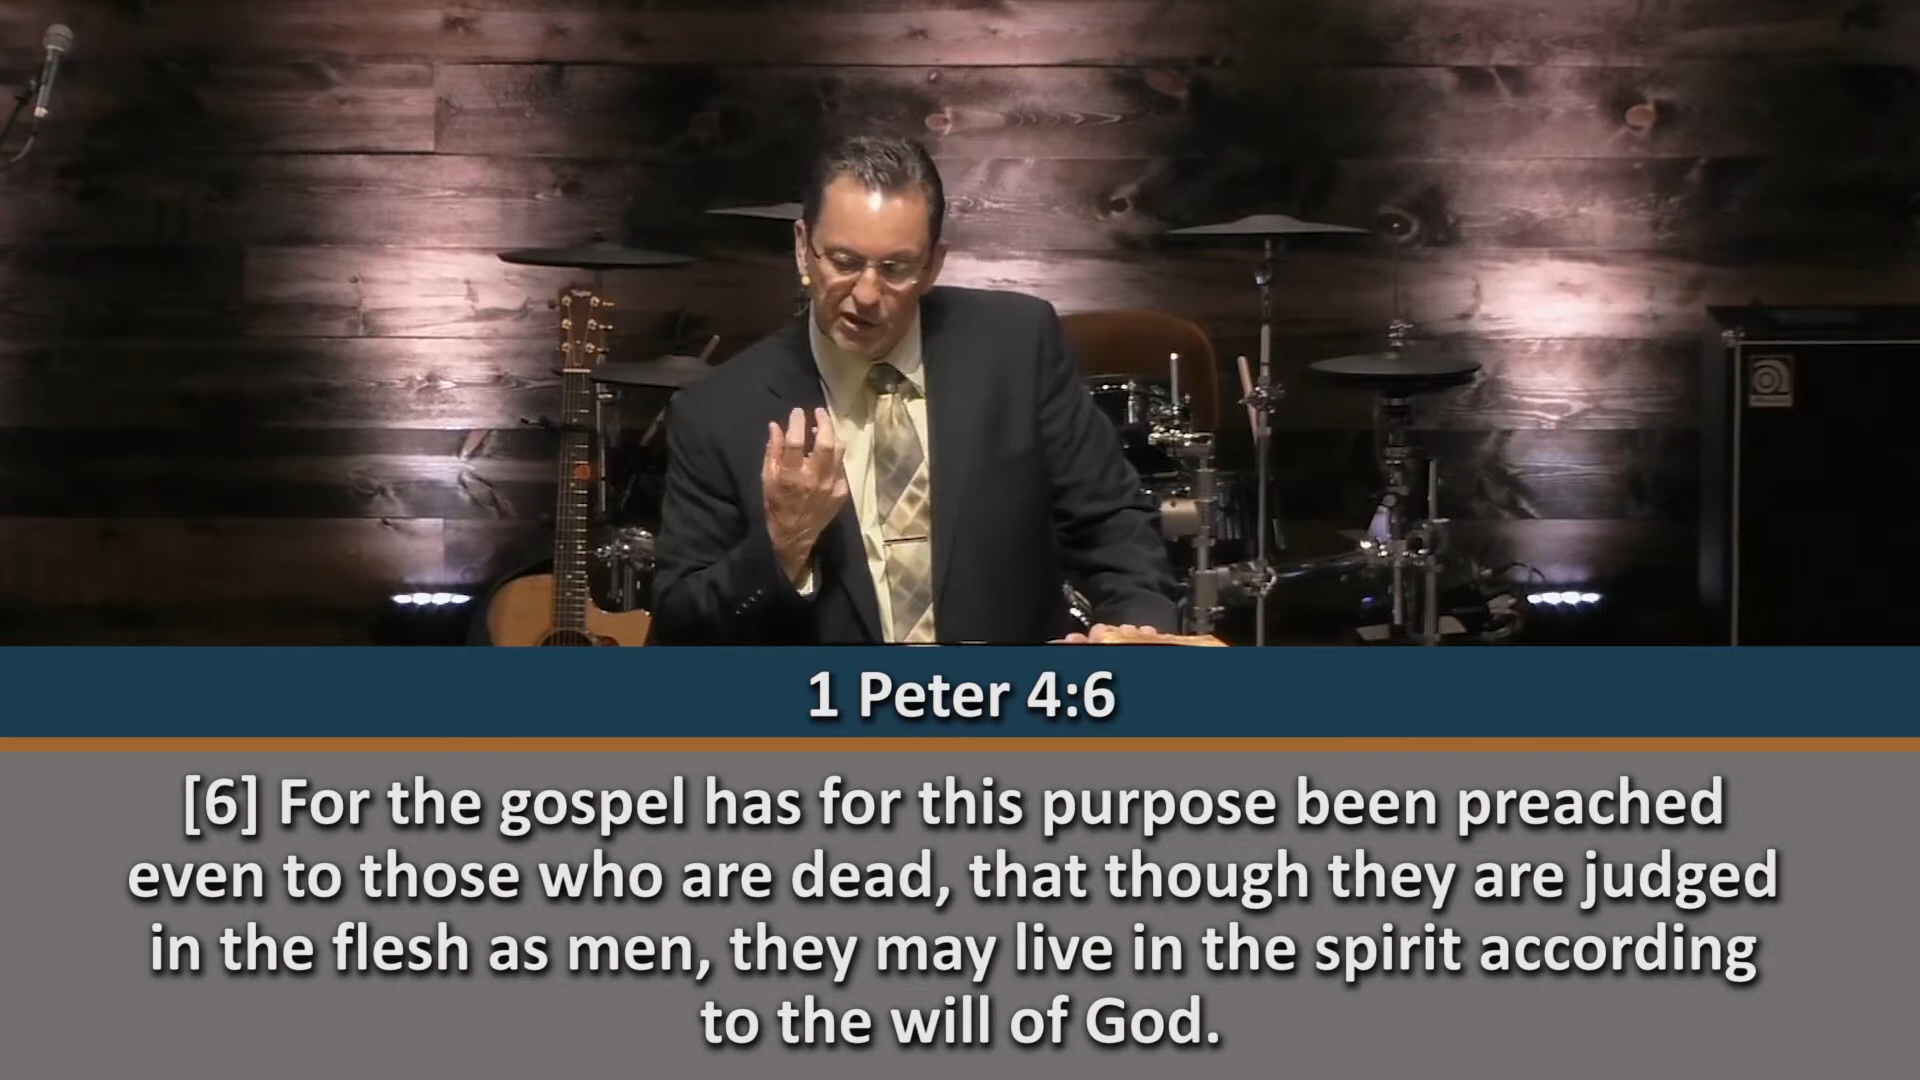 1 Peter 4:6
[6] For the gospel has for this purpose been preached
even to those who are dead, that though they are judged
in the flesh as men, they may live in the spirit according
to the will of God.